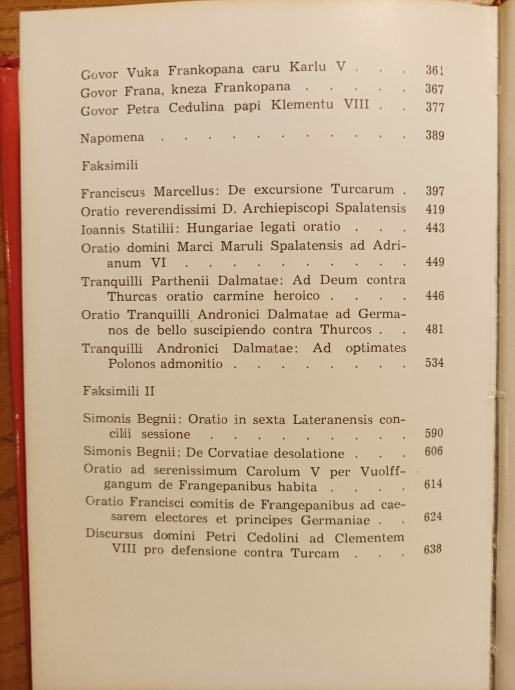 Govor Vuka Frankopana caru Karlu V . . . 361
Govor Frana, kneza Frankopana . . . . . 367
Govor Petra Cedulina papi Klementu VIII . . 377
Napomena . . . . . . . . . . . 389
Faksimili
Franciscus Marcellus: De excursione Turcarum . 397
Oratio reverendissimi D. Archiepiscopi Spalatensis 419
Ioannis Statilii: Hungariae legati oratio . . . 443
Oratio domini Marci Maruli Spalatensis ad Adri-
anum VI . . . . . . . . . . 449
Tranquilli Parthenii Dalmatae: Ad Deum contra
Thurcas oratio carmine heroico . . . . 446
Oratio Tranquilli Andronici Dalmatae ad Germa-
nos de bello suscipiendo contra Thurcos . . 481
Tranquilli Andronici Dalmatae: Ad optimates
Polonos admonitio . . . . . . . 534
Faksimili II
Simonis Begnii: Oratio in sexta Lateranensis con-
cilii sessione . . . . . . . . . 590
Simonis Begnii: De Corvatiae desolatione . . . 606
Oratio ad serenissimum Carolum V per Vuolff-
gangum de Frangepanibus habita . . . . 614
Oratio Francisci comitis de Frangepanibus ad cae-
sarem electores et principes Germaniae . . 624
Discursus domini Petri Cedolini ad Clementem
VIII pro defensione contra Turcam . . . 638